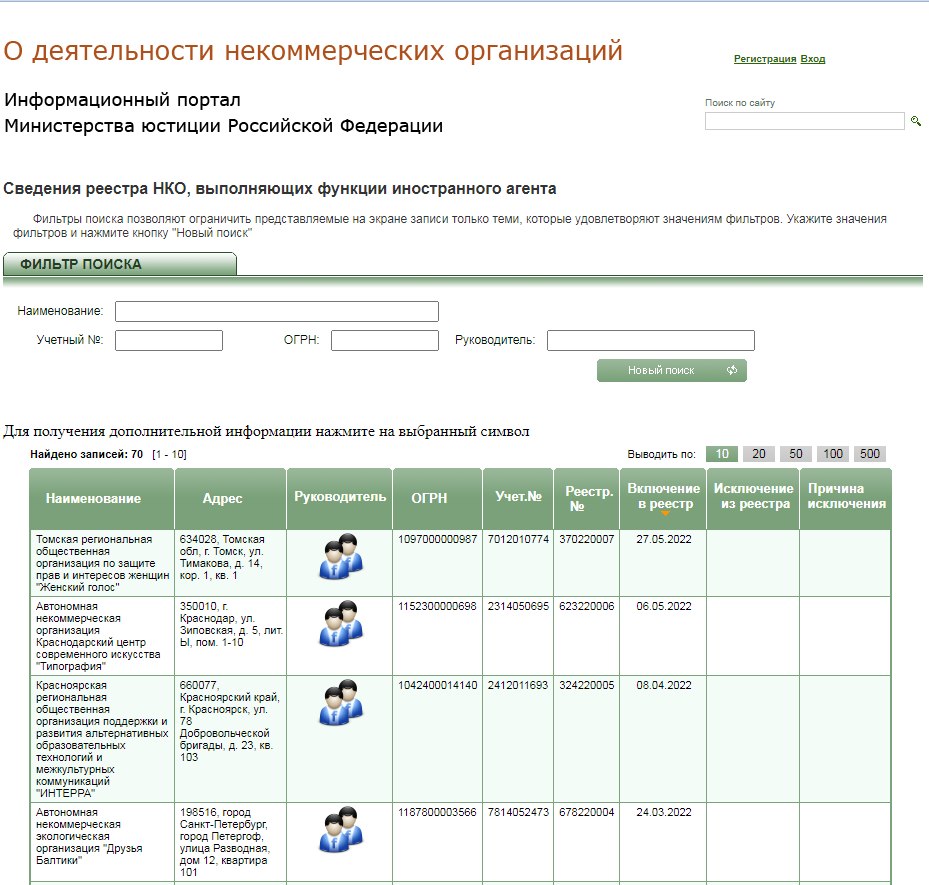 О деятельности некоммерческих организаций
Регистрация Вход
Информационный портал
Министерства юстиции Российской Федерации
Поиск по сайту
Сведения реестра НКО, выполняющих функции иностранного агента
Фильтры поиска позволяют ограничить представляемые на экране записи только теми, которые удовлетворяют значениям фильтров. Укажите значения
фильтров и нажмите кнопку "Новый поиск"
ФИЛЬТР ПОИСКА
Наименование:
Учетный №: ОГРН: Руководитель:
Новый поиск
Для получения дополнительной информации нажмите на выбранный символ
Найдено записей: 70 [1 - 10]
Выводить по: 10 20 50 100 500
Наименование
Адрес
Руководитель
ОГРН
Учет.№
Реестр.
№
Включение
в реестр
Исключение
из реестра
Причина
исключения
Томская региональная
общественная
организация по защите
прав и интересов женщин
"Женский голос"
634028, Томская
обл, г. Томск, ул.
Тимакова, д. 14,
кор. 1, кв. 1
1097000000987
7012010774
370220007
27.05.2022
Автономная
некоммерческая
организация
Краснодарский центр
современного искусства
"Типография"
350010, г.
Краснодар, ул.
Зиповская, д. 5, лит.
Ы, пом. 1-10
1152300000698
2314050695
623220006
06.05.2022
Красноярская
региональная
общественная
организация поддержки и
развития альтернативных
образовательных
технологий и
межкультурных
коммуникаций
"ИНТЕРРА"
660077,
Красноярский край,
г. Красноярск, ул.
78
Добровольческой
бригады, д. 23, кв.
103
1042400014140
2412011693
324220005
08.04.2022
Автономная
некоммерческая
экологическая
организация "Друзья
Балтики"
198516, город
Санкт-Петербург,
город Петергоф,
улица Разводная,
дом 12, квартира
101
1187800003566
7814052473
678220004
24.03.2022